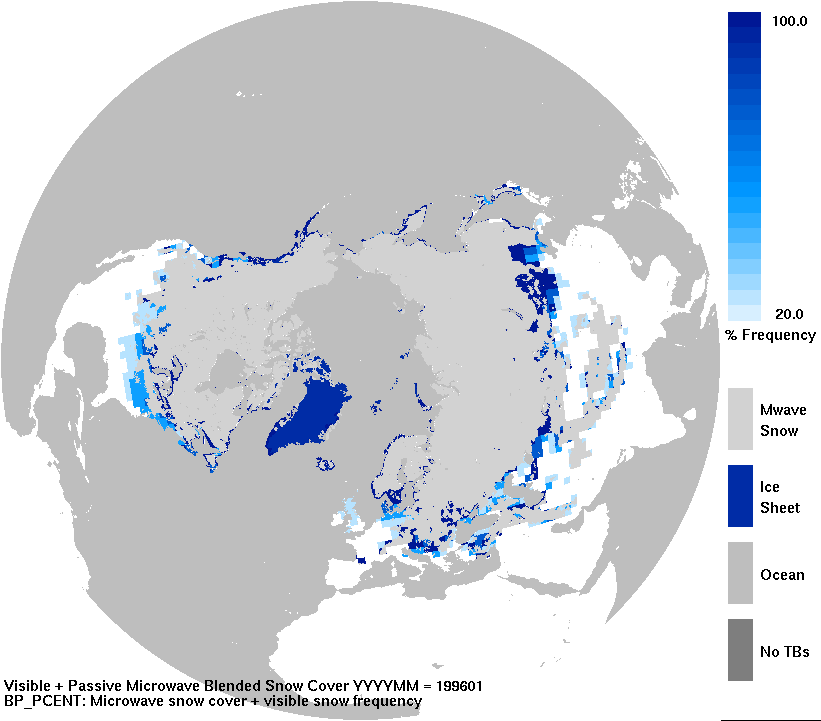 100.0
20.0
% Frequency
Mwave
Snow
Ice
Sheet
Ocean
No TBs
Visible + Passive Microwave Blended Snow Cover YYYYMM = 199601
BP_PCENT: Microwave snow cover + visible snow frequency